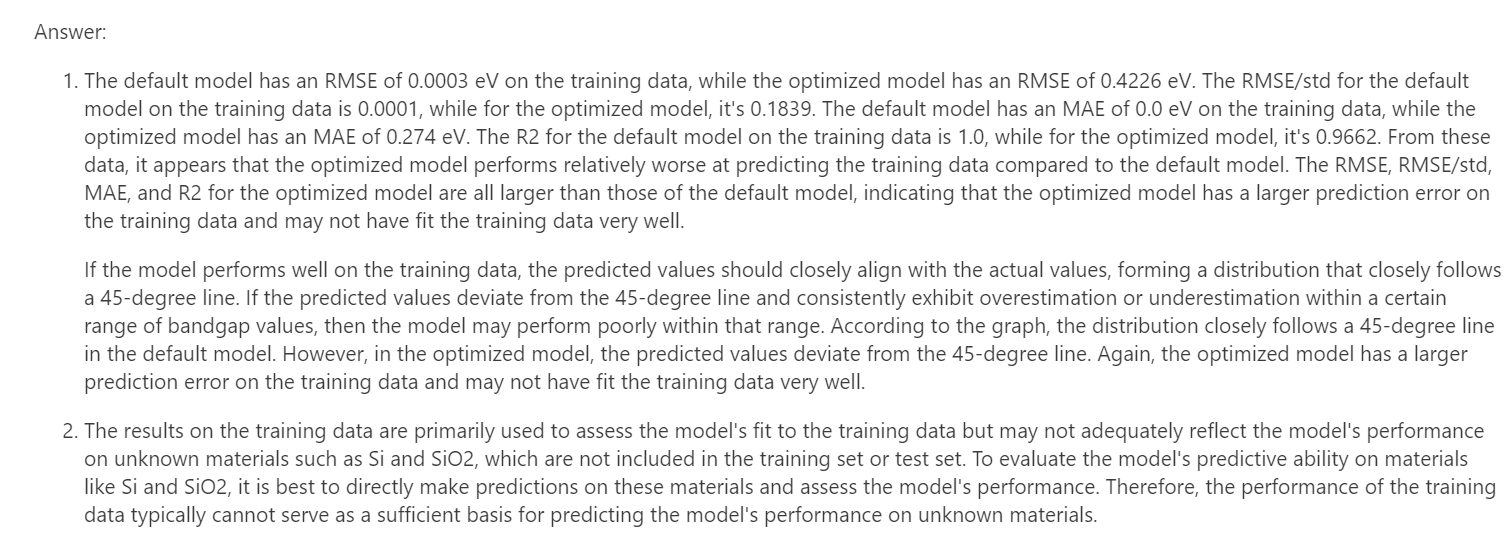 Answer:
1. The default model has an RMSE of 0.0003 eV on the training data, while the optimized model has an RMSE of 0.4226 eV. The RMSE/std for the default
model on the training data is 0.0001, while for the optimized model, it's 0.1839. The default model has an MAE of 0.0 eV on the training data, while the
optimized model has an MAE of 0.274 eV. The R2 for the default model on the training data is 1.0, while for the optimized model, it's 0.9662. From these
data, it appears that the optimized model performs relatively worse at predicting the training data compared to the default model. The RMSE, RMSE/std,
MAE, and R2 for the optimized model are all larger than those of the default model, indicating that the optimized model has a larger prediction error on
the training data and may not have fit the training data very well.
If the model performs well on the training data, the predicted values should closely align with the actual values, forming a distribution that closely follows
a 45-degree line. If the predicted values deviate from the 45-degree line and consistently exhibit overestimation or underestimation within a certain
range of bandgap values, then the model may perform poorly within that range. According to the graph, the distribution closely follows a 45-degree line
in the default model. However, in the optimized model, the predicted values deviate from the 45-degree line. Again, the optimized model has a larger
prediction error on the training data and may not have fit the training data very well.
2. The results on the training data are primarily used to assess the model's fit to the training data but may not adequately reflect the model's performance
on unknown materials such as Si and SiO2, which are not included in the training set or test set. To evaluate the model's predictive ability on materials
like Si and SiO2, it is best to directly make predictions on these materials and assess the model's performance. Therefore, the performance of the training
data typically cannot serve as a sufficient basis for predicting the model's performance on unknown materials.